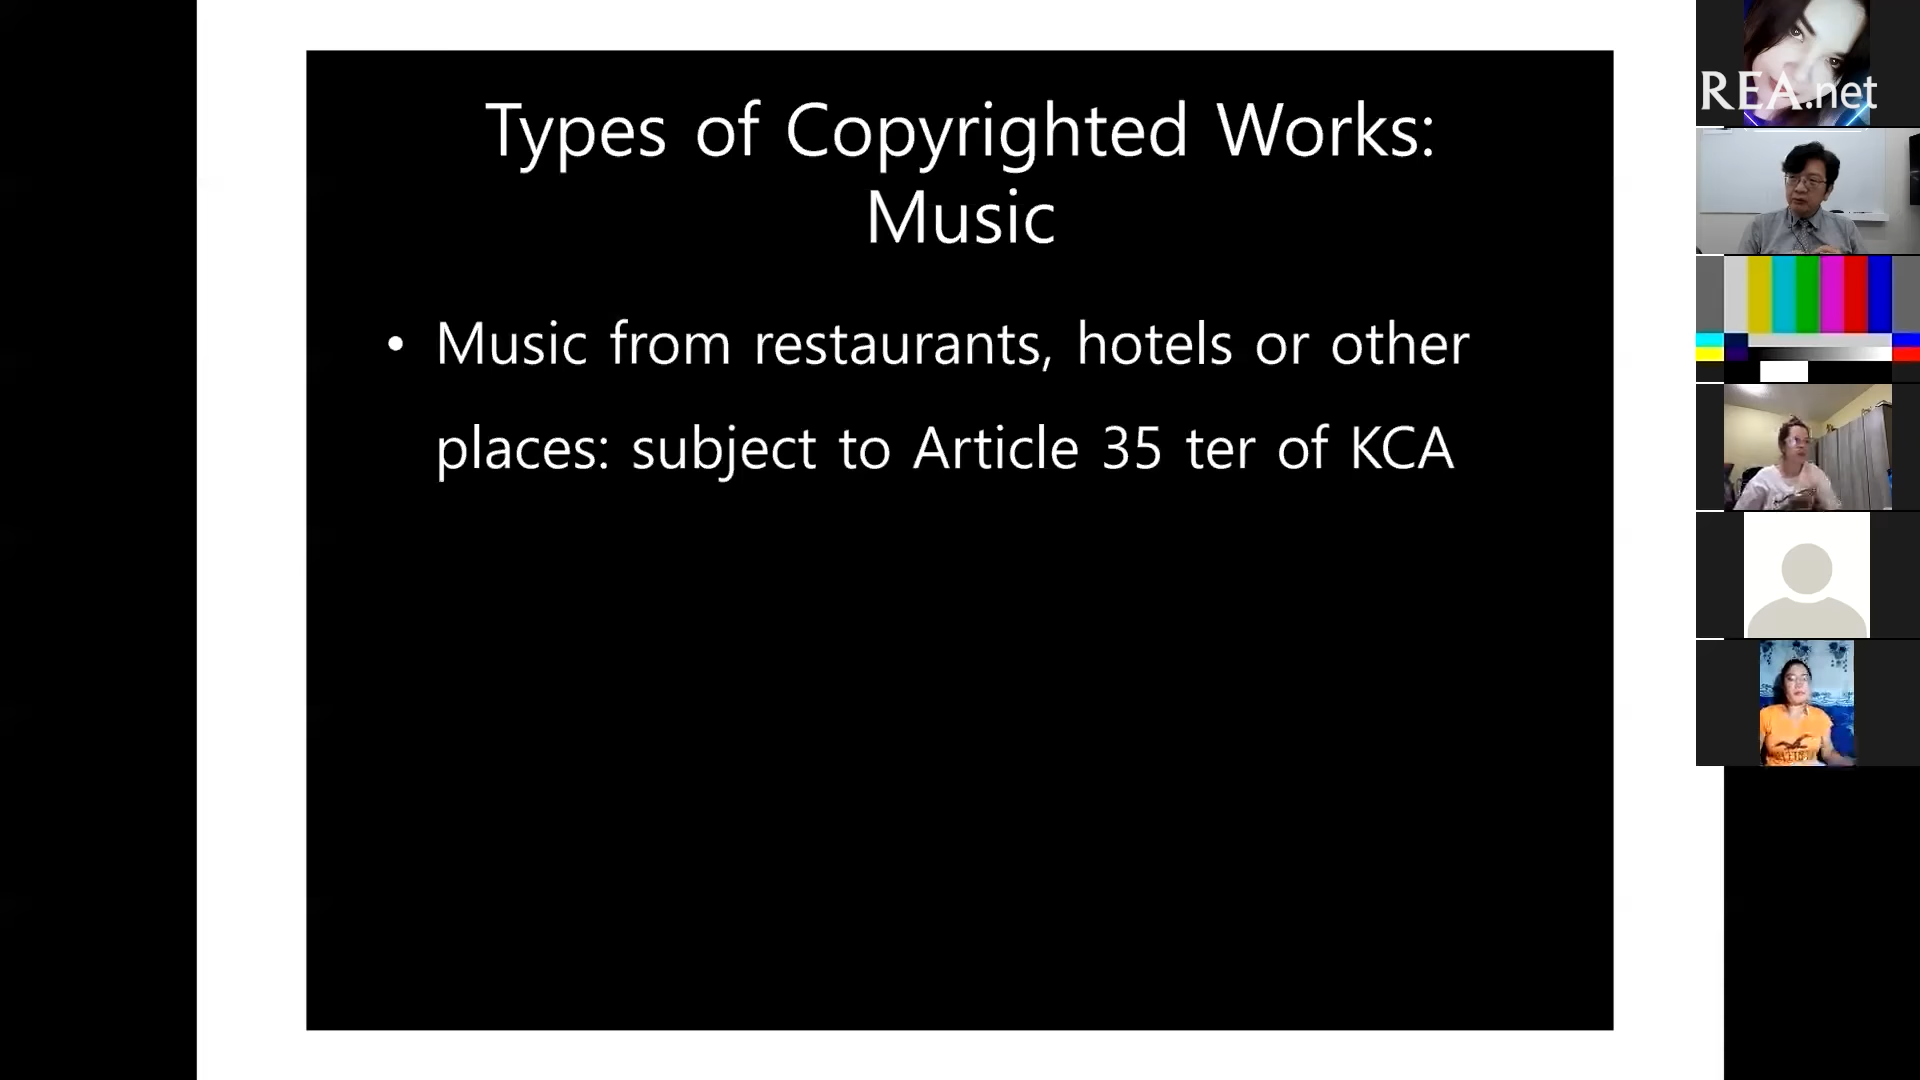 Types of Copyrighted Works:
Music
• Music from restaurants, hotels or other
places: subject to Article 35 ter of KCA
REA.net